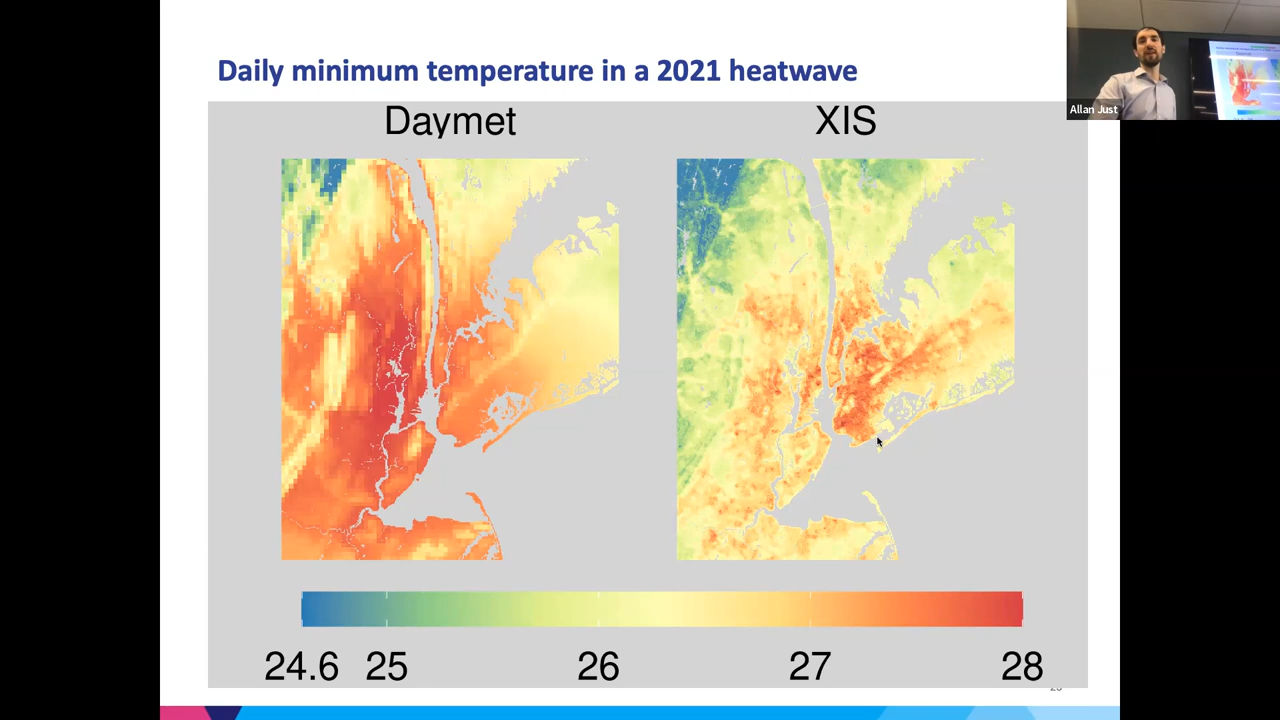 Daily minimum temperature in a 2021 heatwave
Allan Just
Daymet
XIS
24.6 25 26 27 28